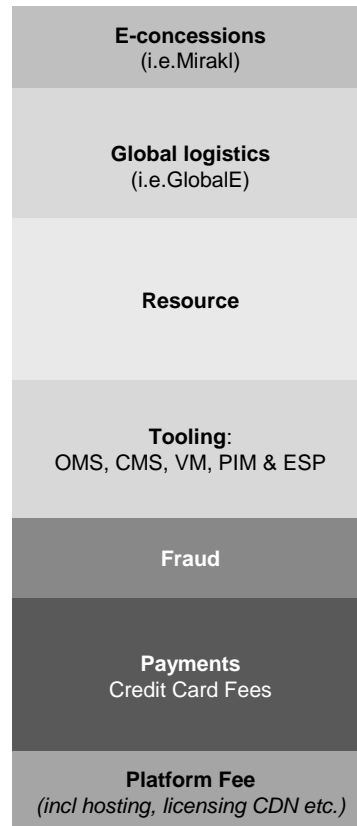 E-concessions
(i.e.Mirakl)
Global logistics
(i.e.GlobalE)
Resource
Tooling:
OMS, CMS, VM, PIM & ESP
Fraud
Payments
Credit Card Fees
Platform Fee
(incl hosting, licensing CDN etc.)